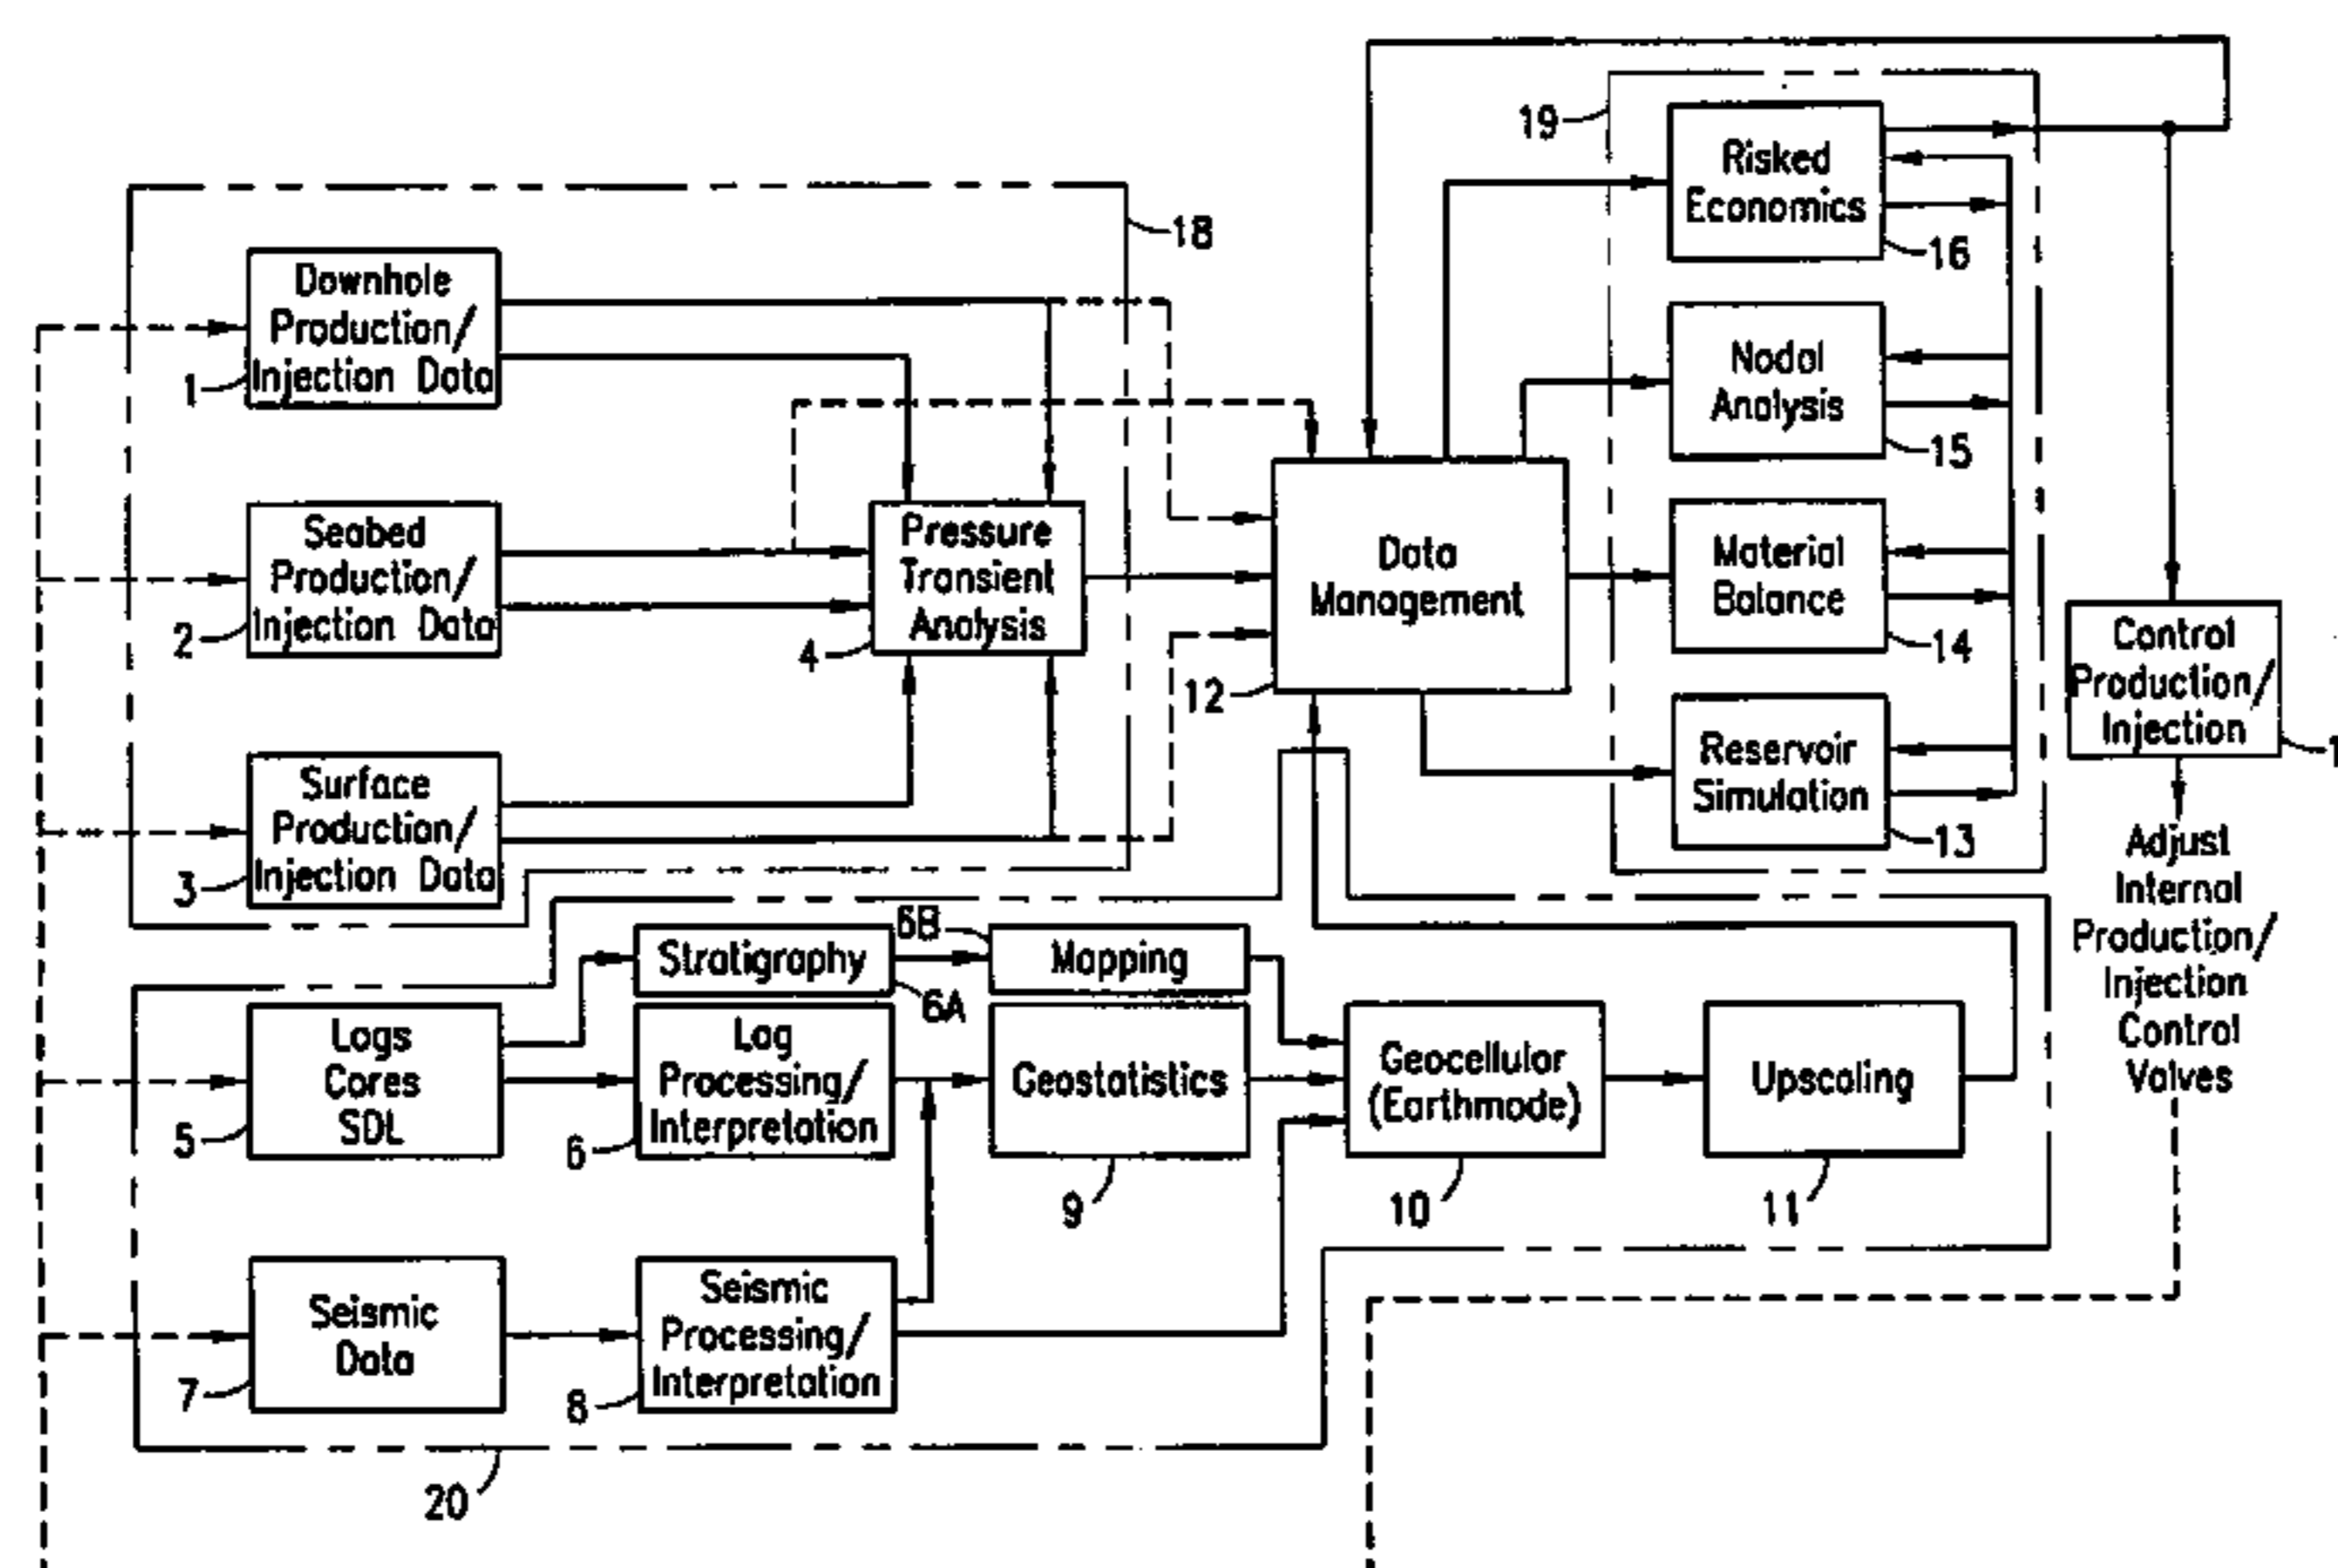 19
Risked
Economics
16
18
Downhole
Production/
Injection Data
1
Nodal
Analysis
15
Seabed
Production/
Injection Data
2
Pressure
Transient
Analysis
4
Data
Management
12
Material
Balance
14
Control
Production/
Injection
1
Surface
Production/
Injection Data
3
Reservoir
Simulation
13
Adjust
Internal
Production/
Injection
Control
Valves
Stratigraphy
6A
6B
Mapping
Logs
Cores
SDL
5
Log
Processing/
Interpretation
6
Geostatistics
9
Geocellular
(Earthmode)
10
Upscaling
11
Seismic
Data
7
Seismic
Processing/
Interpretation
8
20